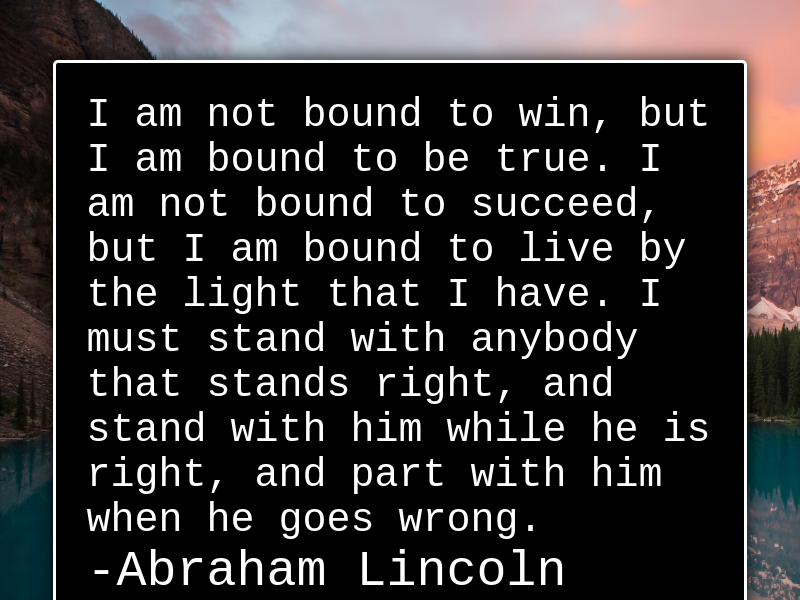 I am not bound to win, but
I am bound to be true. I
am not bound to succeed,
but I am bound to live by
the light that I have. I
must stand with anybody
that stands right, and
stand with him while he is
right, and part with him
when he goes wrong.
-Abraham Lincoln